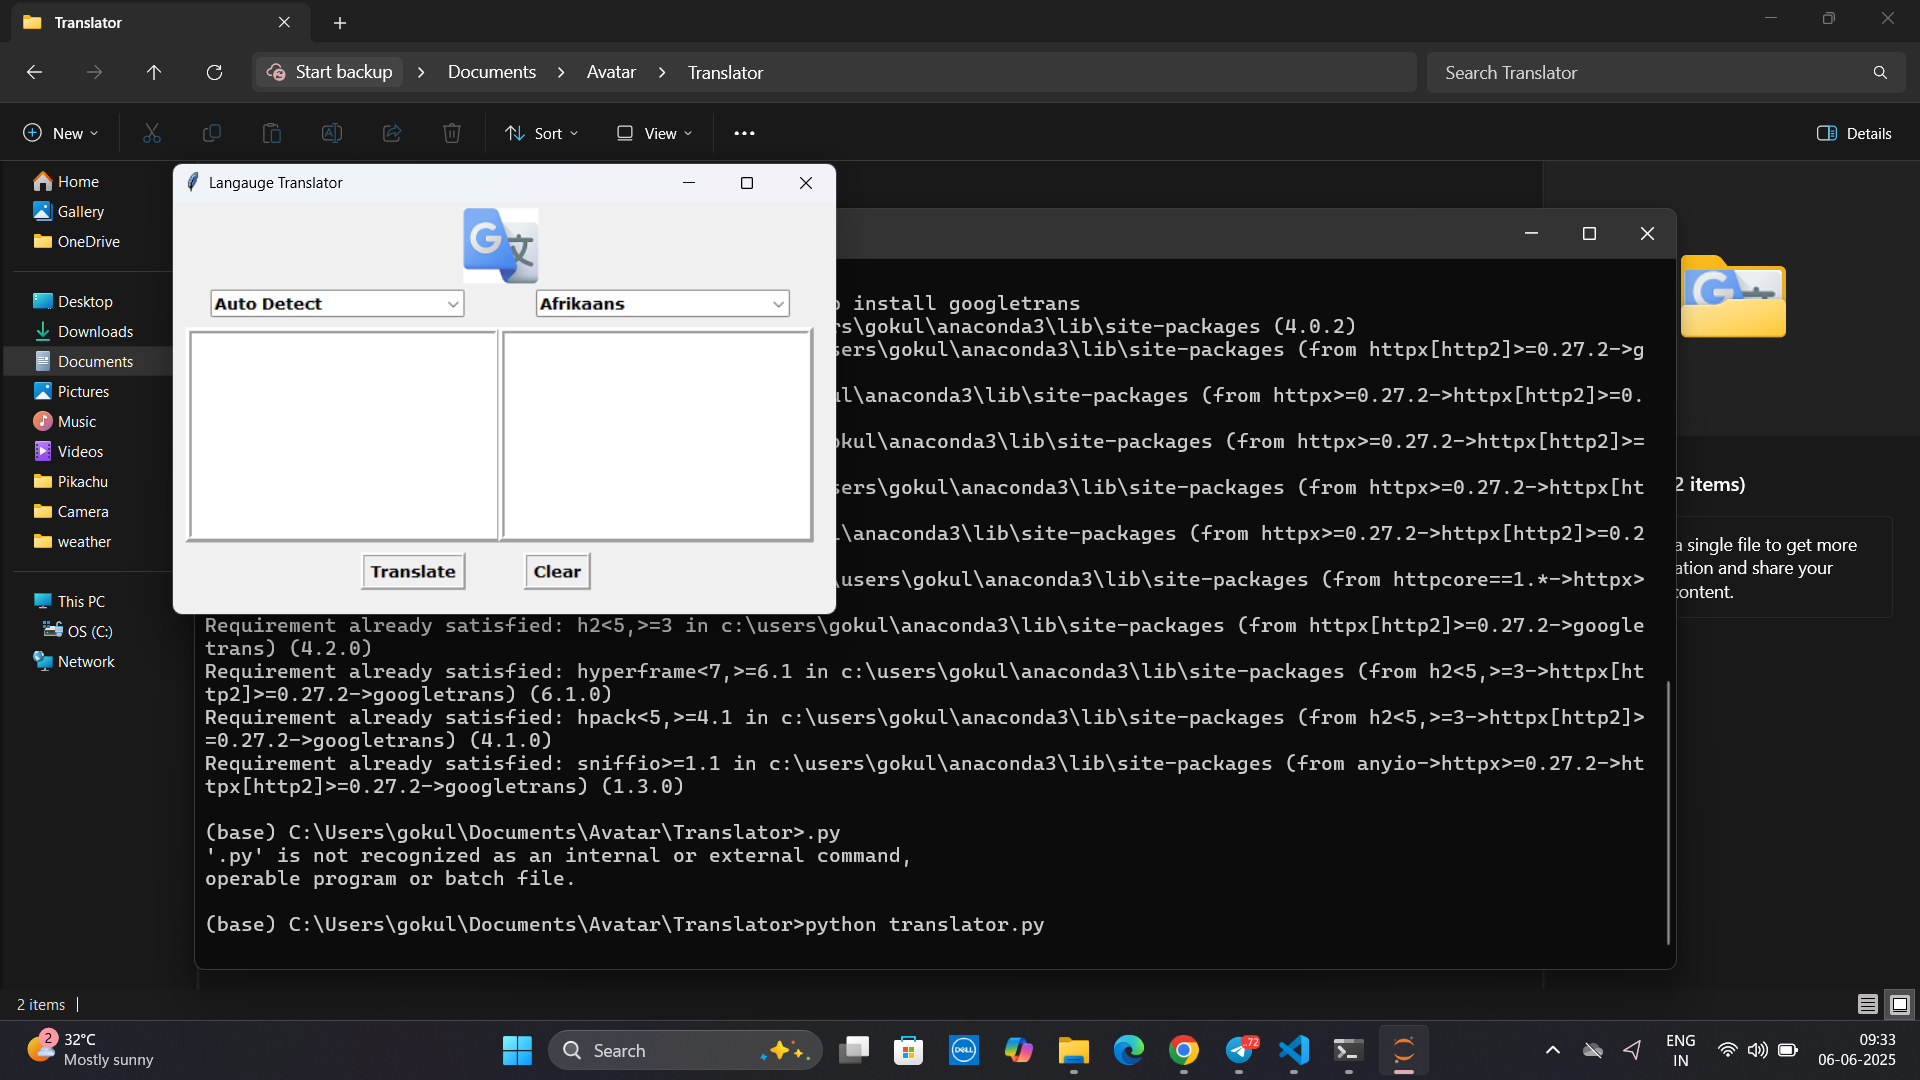 Translator
Start backup > Documents > Avatar > Translator
Search Translator
New
Sort
View
Details
Home
Gallery
OneDrive
Desktop
Downloads
Documents
Pictures
Music
Videos
Pikachu
Camera
weather
This PC
OS (C:)
Network
Langauge Translator
G 文
Auto Detect
Afrikaans
Translate
Clear
install googletrans
\gokul\anaconda3\lib\site-packages (4.0.2)
\gokul\anaconda3\lib\site-packages (from httpx[http2]>=0.27.2->g
\anaconda3\lib\site-packages (from httpx>=0.27.2->httpx[http2]>=0.
\anaconda3\lib\site-packages (from httpx>=0.27.2->httpx[http2]>=
\gokul\anaconda3\lib\site-packages (from httpx>=0.27.2->httpx[ht
\anaconda3\lib\site-packages (from httpx>=0.27.2->httpx[http2]>=0.2
\users\gokul\anaconda3\lib\site-packages (from httpcore==1.*->httpx>
Requirement already satisfied: h2<5,>=3 in c:\users\gokul\anaconda3\lib\site-packages (from httpx[http2]>=0.27.2->google
trans) (4.2.0)
Requirement already satisfied: hyperframe<7,>=6.1 in c:\users\gokul\anaconda3\lib\site-packages (from h2<5,>=3->httpx[ht
tp2]>=0.27.2->googletrans) (6.1.0)
Requirement already satisfied: hpack<5,>=4.1 in c:\users\gokul\anaconda3\lib\site-packages (from h2<5,>=3->httpx[http2]>
=0.27.2->googletrans) (4.1.0)
Requirement already satisfied: sniffio>=1.1 in c:\users\gokul\anaconda3\lib\site-packages (from anyio->httpx>=0.27.2->ht
tpx[http2]>=0.27.2->googletrans) (1.3.0)
(base) C:\Users\gokul\Documents\Avatar\Translator>.py
'.py' is not recognized as an internal or external command,
operable program or batch file.
(base) C:\Users\gokul\Documents\Avatar\Translator>python translator.py
2 items)
a single file to get more
ation and share your
content.
2 items
2
32°C
Mostly sunny
Search
DELL
72
ENG
IN
09:33
06-06-2025